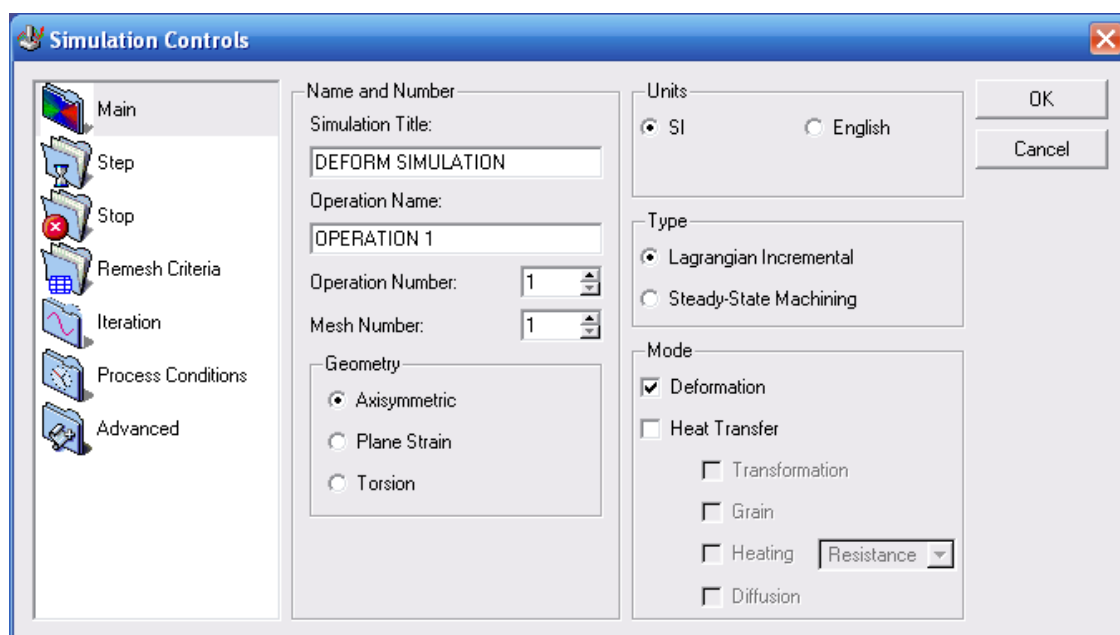 Simulation Controls
Main
Step
Stop
Remesh Criteria
Iteration
Process Conditions
Advanced
Name and Number
Simulation Title:
DEFORM SIMULATION
Operation Name:
OPERATION 1
Operation Number:
1
Mesh Number:
1
Geometry
Axisymmetric
Plane Strain
Torsion
Units
SI
English
Type
Lagrangian Incremental
Steady-State Machining
Mode
Deformation
Heat Transfer
Transformation
Grain
Heating
Resistance
Diffusion
OK
Cancel